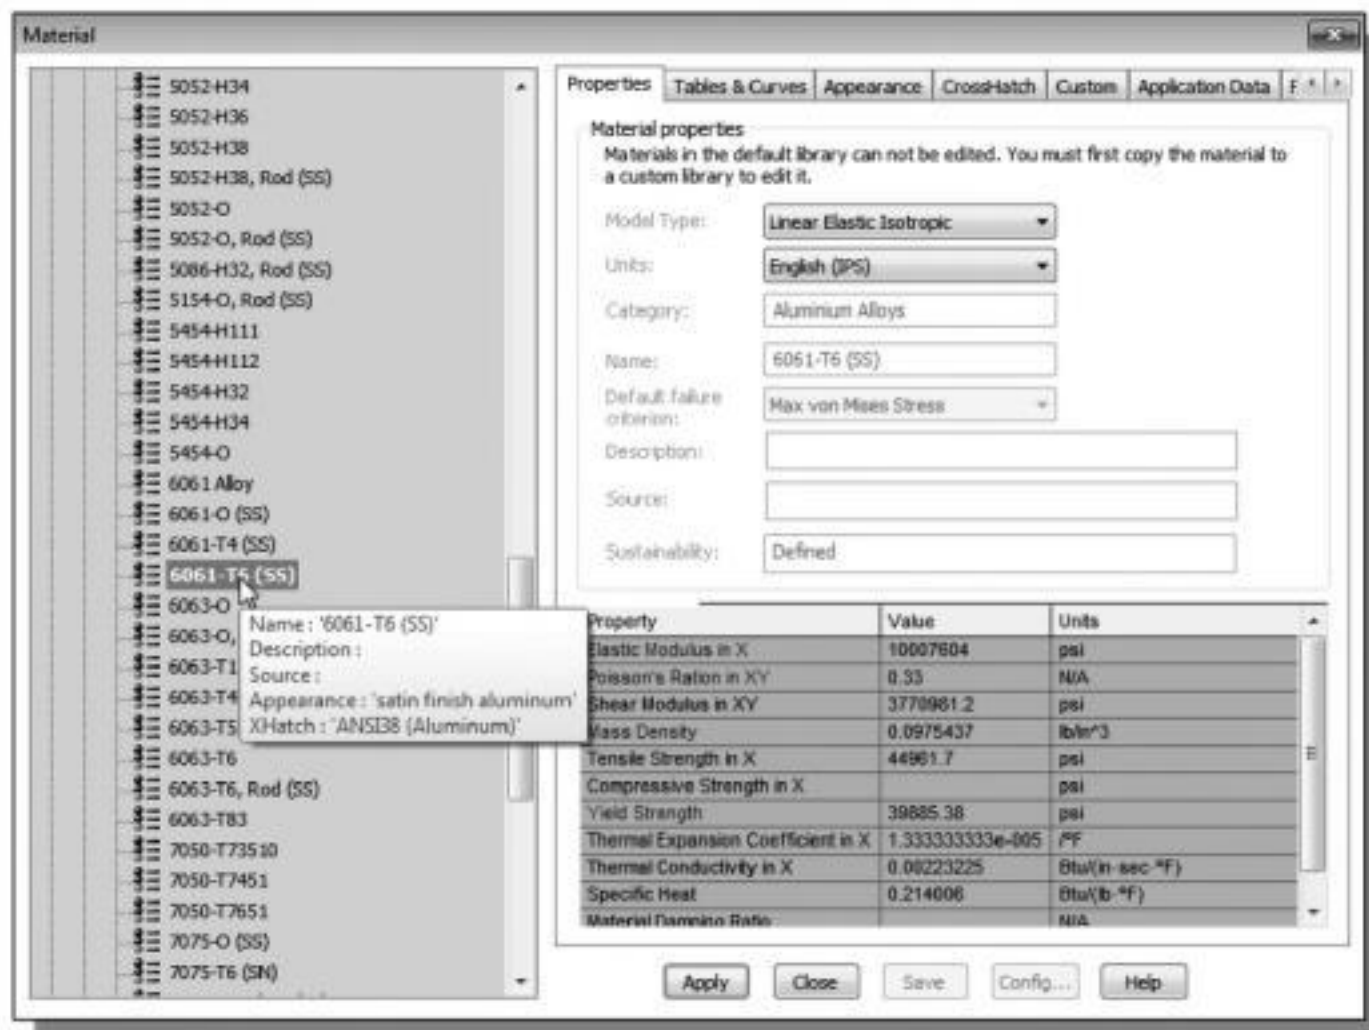 Material
5052-H34
5052-H36
5052-H38
5052-H38, Rod (SS)
5052-O
5052-O, Rod (SS)
5086-H32, Rod (SS)
5154-O, Rod (SS)
5454-H111
5454-H112
5454-H32
5454-H34
5454-O
6061 Alloy
6061-O (SS)
6061-T4 (SS)
6061-T6 (SS)
6063-O
6063-O,
6063-T1
6063-T4
6063-T5
6063-T6
6063-T6, Rod (SS)
6063-T83
7050-T73510
7050-T7451
7050-T7651
7075-O (SS)
7075-T6 (SN)
Name : '6061-T6 (SS)'
Description :
Source :
Appearance : 'satin finish aluminum'
XHatch : 'ANSI38 (Aluminum)'
Properties Tables & Curves Appearance CrossHatch Custom Application Data F
Material properties
Materials in the default library can not be edited. You must first copy the material to
a custom library to edit it.
Model Type: Linear Elastic Isotropic
Units: English (IPS)
Category: Aluminium Alloys
Name: 6061-T6 (SS)
Default failure
criterion: Max von Mises Stress
Description:
Source:
Sustainability: Defined
Property Value Units
Elastic Modulus in X 10007604 psi
Poisson's Ration in XY 0.33 N/A
Shear Modulus in XY 3770981.2 psi
Mass Density 0.0975437 lb/in^3
Tensile Strength in X 44961.7 psi
Compressive Strength in X psi
Yield Strength 39885.38 psi
Thermal Expansion Coefficient in X 1.333333333e-005 /°F
Thermal Conductivity in X 0.00223225 Btu/(in·sec·°F)
Specific Heat 0.214006 Btu/(lb·°F)
Material Damping Ratio N/A
Apply Close Save Config... Help